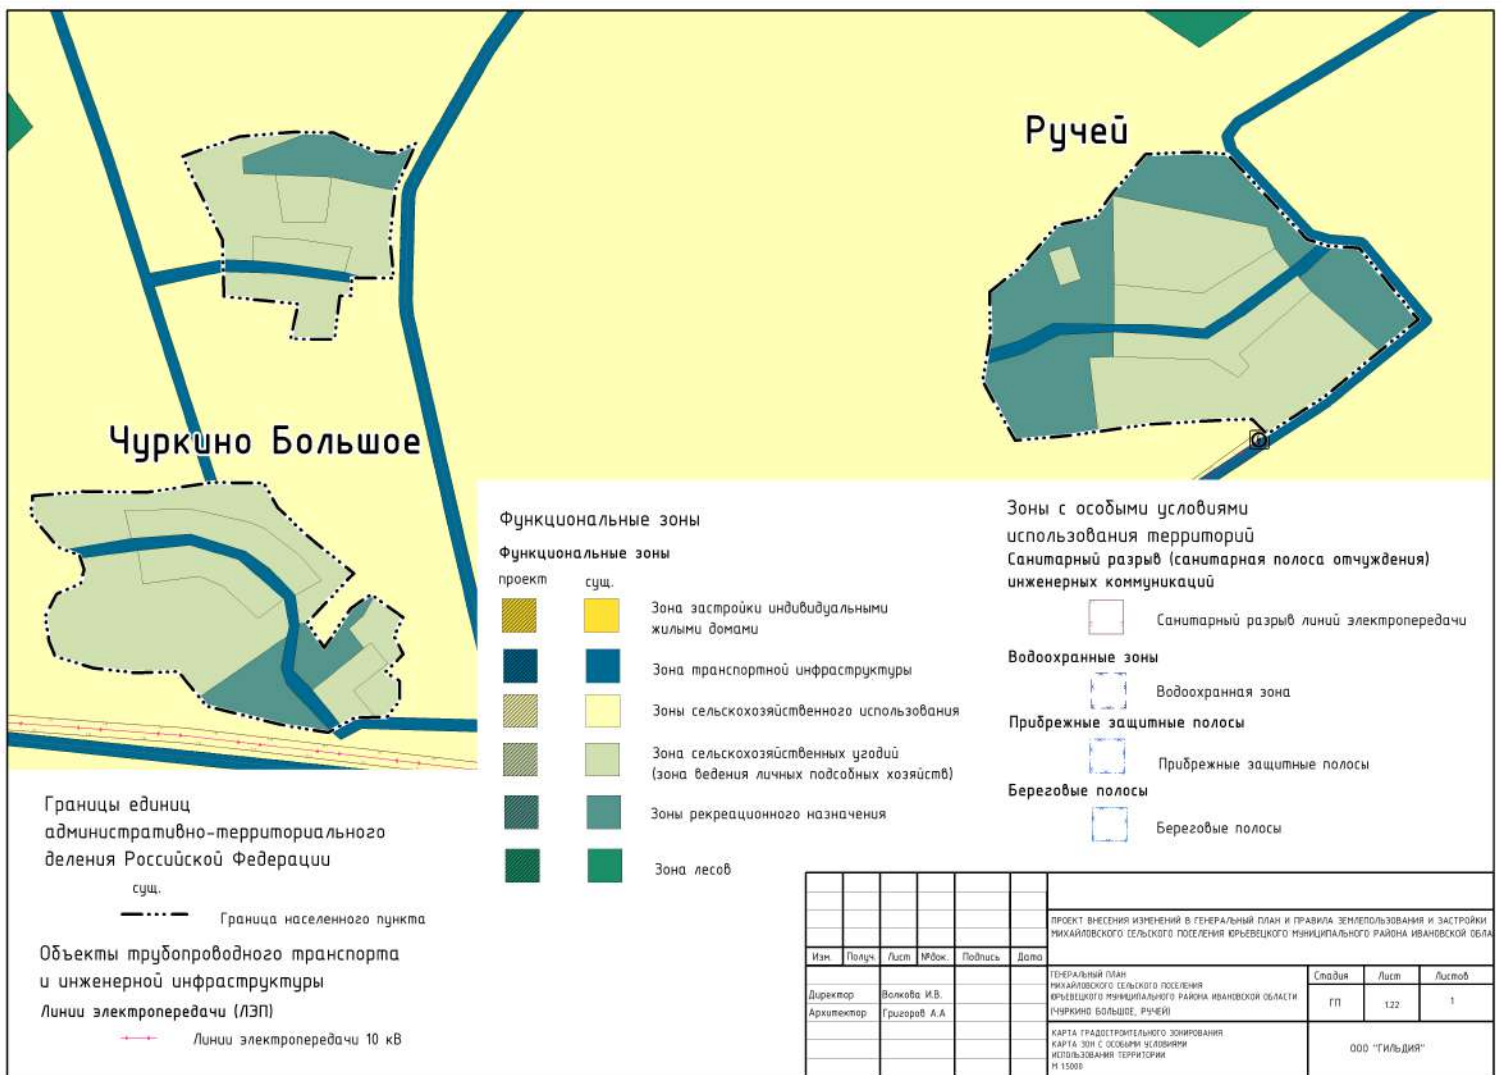 Ручей
Чуркино Большое
Функциональные зоны
Функциональные зоны
проект сущ.
Зона застройки индивидуальными
жилыми домами
Зона транспортной инфраструктуры
Зоны сельскохозяйственного использования
Зона сельскохозяйственных угодий
(зона ведения личных подсобных хозяйств)
Зоны рекреационного назначения
Зона лесов
Зоны с особыми условиями
использования территорий
Санитарный разрыв (санитарная полоса отчуждения)
инженерных коммуникаций
Санитарный разрыв линий электропередачи
Водоохранные зоны
Водоохранная зона
Прибрежные защитные полосы
Прибрежные защитные полосы
Береговые полосы
Береговые полосы
Границы единиц
административно-территориального
деления Российской Федерации
сущ.
Граница населенного пункта
Объекты трубопроводного транспорта
и инженерной инфраструктуры
Линии электропередачи (ЛЭП)
Линии электропередачи 10 кВ
ПРОЕКТ ВНЕСЕНИЯ ИЗМЕНЕНИЙ В ГЕНЕРАЛЬНЫЙ ПЛАН И ПРАВИЛА ЗЕМЛЕПОЛЬЗОВАНИЯ И ЗАСТРОЙКИ
МИХАЙЛОВСКОГО СЕЛЬСКОГО ПОСЕЛЕНИЯ ЮРЬЕВЕЦКОГО МУНИЦИПАЛЬНОГО РАЙОНА ИВАНОВСКОЙ ОБЛА
Изм. Получ. Лист №док. Подпись Дата
Директор Волкова И.В.
Архитектор Григоров А.А
ГЕНЕРАЛЬНЫЙ ПЛАН
МИХАЙЛОВСКОГО СЕЛЬСКОГО ПОСЕЛЕНИЯ
ЮРЬЕВЕЦКОГО МУНИЦИПАЛЬНОГО РАЙОНА ИВАНОВСКОЙ ОБЛАСТИ
(ЧУРКИНО БОЛЬШОЕ, РУЧЕЙ)
Стадия Лист Листов
ГП 1.22 1
КАРТА ГРАДОСТРОИТЕЛЬНОГО ЗОНИРОВАНИЯ
КАРТА ЗОН С ОСОБЫМИ УСЛОВИЯМИ
ИСПОЛЬЗОВАНИЯ ТЕРРИТОРИИ
М 1:5000
ООО "ГИЛЬДИЯ"